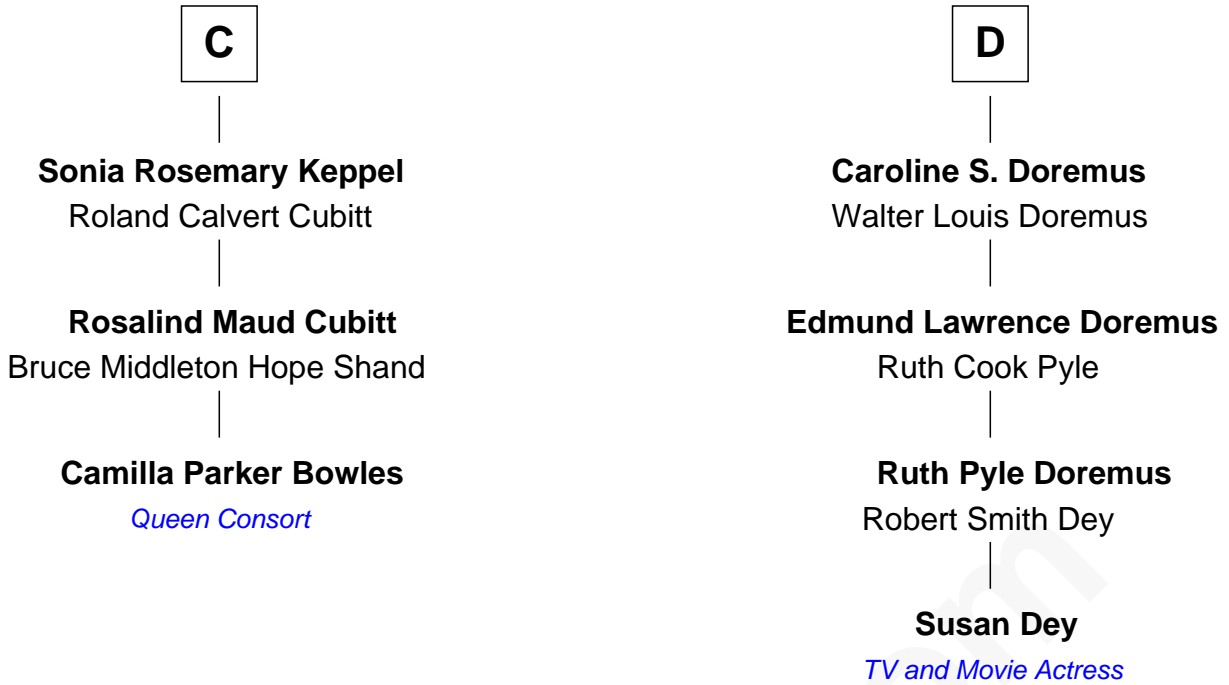 C
Sonia Rosemary Keppel
Roland Calvert Cubitt
Rosalind Maud Cubitt
Bruce Middleton Hope Shand
Camilla Parker Bowles
Queen Consort
D
Caroline S. Doremus
Walter Louis Doremus
Edmund Lawrence Doremus
Ruth Cook Pyle
Ruth Pyle Doremus
Robert Smith Dey
Susan Dey
TV and Movie Actress